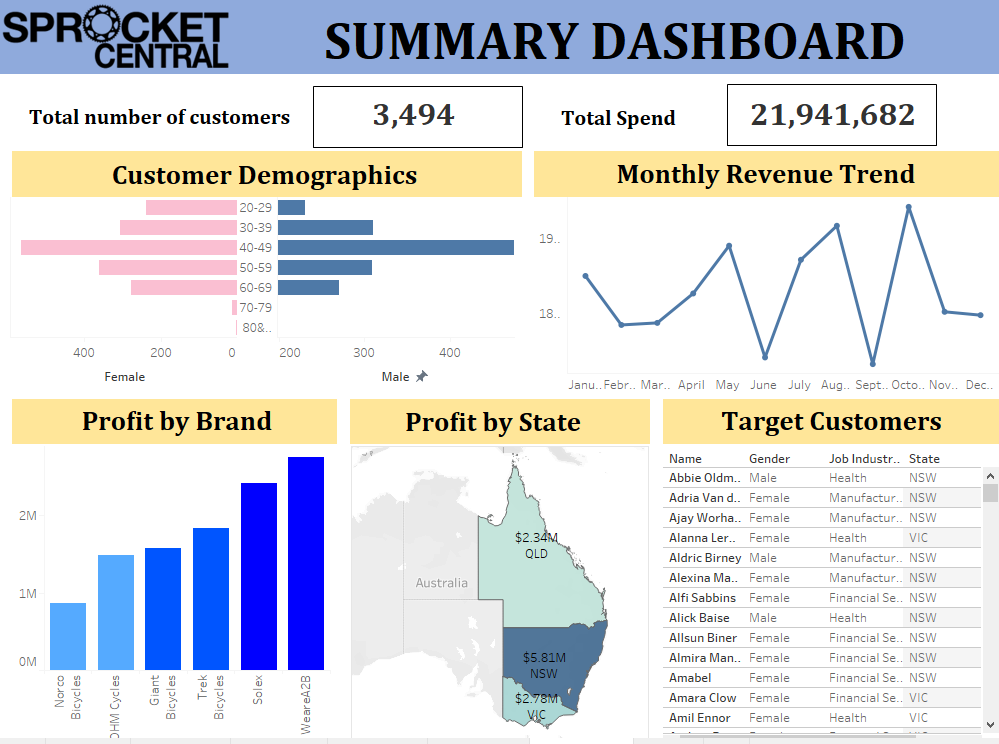 SPROCKET
CENTRAL
SUMMARY DASHBOARD
Total number of customers
3,494
Total Spend
21,941,682
Customer Demographics
20-29
30-39
40-49
50-59
60-69
70-79
80&..
400 200 0 200 300 400
Female Male
Monthly Revenue Trend
19..
18..
Janu.. Febr.. Mar.. April May June July Aug.. Sept.. Octo.. Nov.. Dec..
Profit by Brand
2M
1M
0M
Norco Bicycles
OHM Cycles
Giant Bicycles
Trek Bicycles
Solex
WeareA2B
Profit by State
Australia
$2.34M
QLD
$5.81M
NSW
$2.78M
VIC
Target Customers
Name Gender Job Industr.. State
Abbie Oldm.. Male Health NSW
Adria Van d.. Female Manufactur.. NSW
Ajay Worha.. Female Manufactur.. NSW
Alanna Ler.. Female Health VIC
Aldric Birney Male Manufactur.. NSW
Alexina Ma.. Female Manufactur.. NSW
Alfi Sabbins Female Financial Se.. NSW
Alick Baise Male Health NSW
Allsun Biner Female Financial Se.. NSW
Almira Man.. Female Financial Se.. NSW
Amabel Female Financial Se.. NSW
Amara Clow Female Financial Se.. VIC
Amil Ennor Female Health VIC